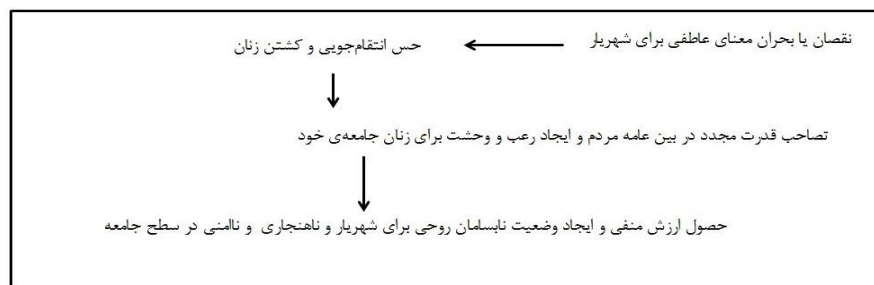 نقصان یا بحران معنای عاطفی برای شهریار
حس انتقام‌جویی و کشتن زنان
تصاحب قدرت مجدد در بین عامه مردم و ایجاد رعب و وحشت برای زنان جامعه‌ی خود
حصول ارزش منفی و ایجاد وضعیت نابسامان روحی برای شهریار و ناهنجاری و ناامنی در سطح جامعه